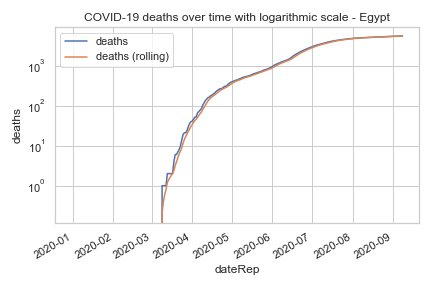 COVID-19 deaths over time with logarithmic scale - Egypt
deaths
deaths (rolling)
10³
10²
10¹
10⁰
deaths
2020-01
2020-02
2020-03
2020-04
2020-05
2020-06
2020-07
2020-08
2020-09
dateRep